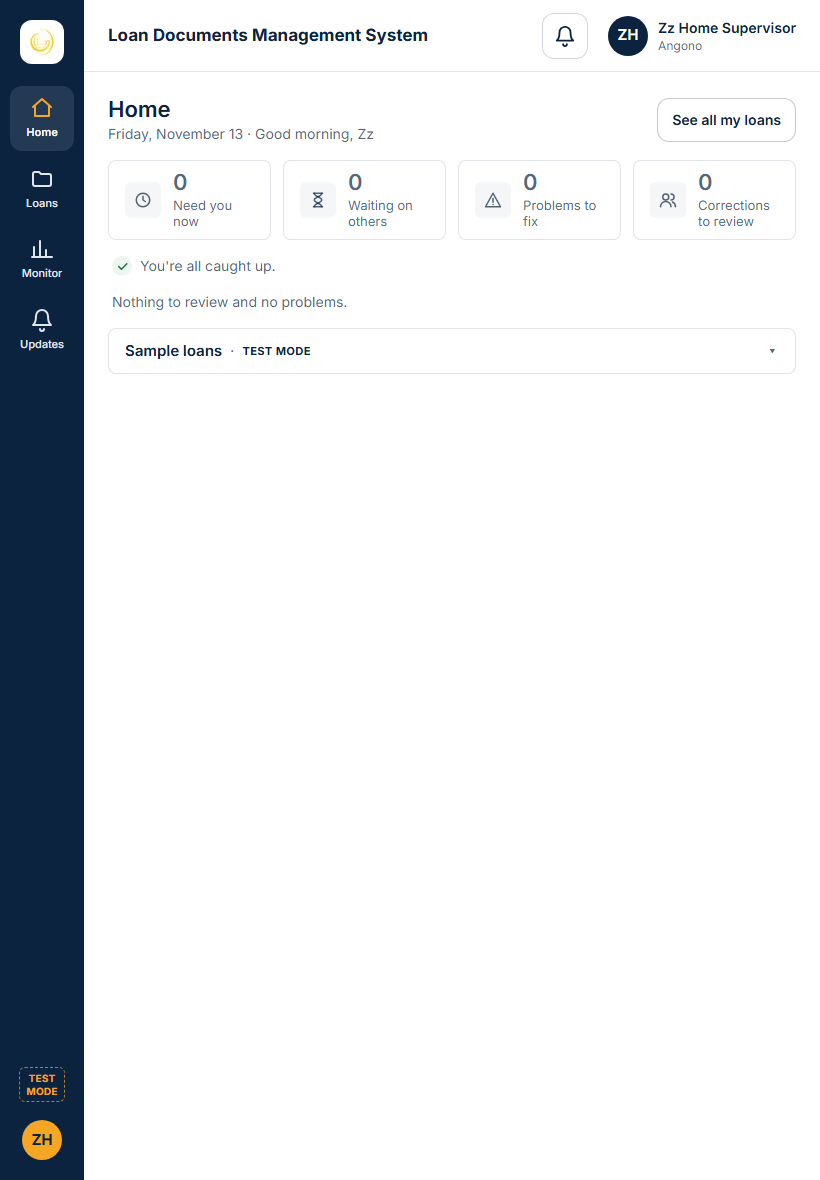 Loan Documents Management System
ZH
Zz Home Supervisor
Angono
Home
Loans
Monitor
Updates
TEST
MODE
ZH
Home
Friday, November 13 · Good morning, Zz
See all my loans
0
Need you
now
0
Waiting on
others
0
Problems to
fix
0
Corrections
to review
You're all caught up.
Nothing to review and no problems.
Sample loans · TEST MODE